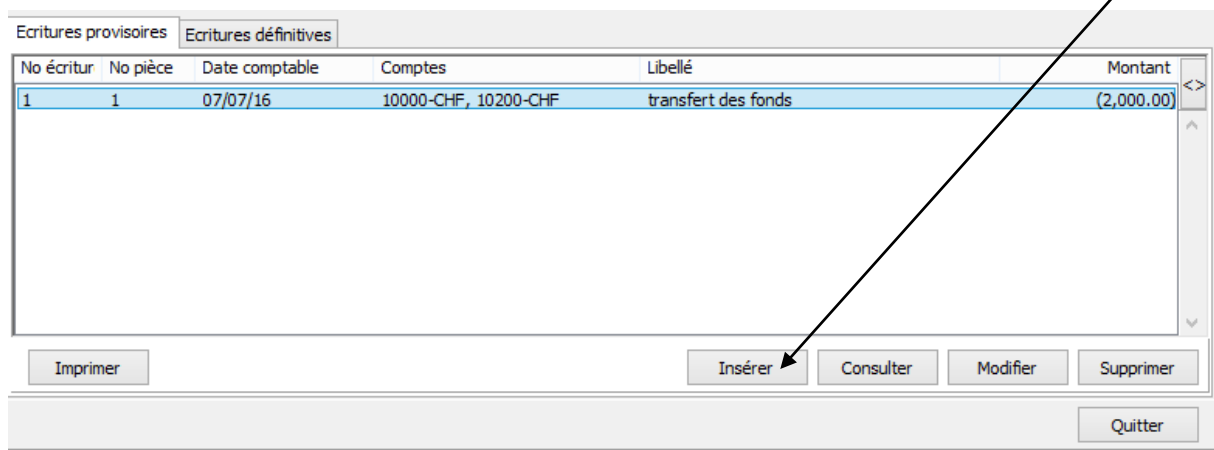 Ecritures provisoires Ecritures définitives
No écritur No pièce Date comptable Comptes Libellé Montant
<>
1 1 07/07/16 10000-CHF, 10200-CHF transfert des fonds (2,000.00)
Imprimer Insérer Consulter Modifier Supprimer
Quitter